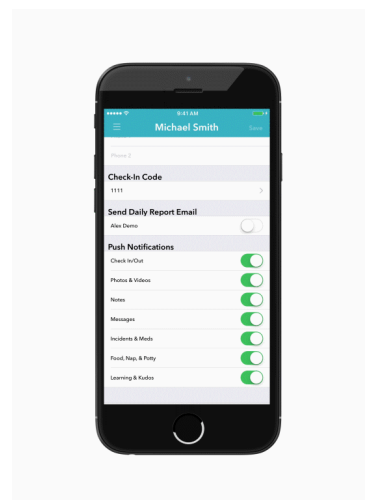 9:41 AM
Michael Smith
Save
Phone 2
Check-In Code
1111
Send Daily Report Email
Alex Demo
Push Notifications
Check In/Out
Photos & Videos
Notes
Messages
Incidents & Meds
Food, Nap, & Potty
Learning & Kudos